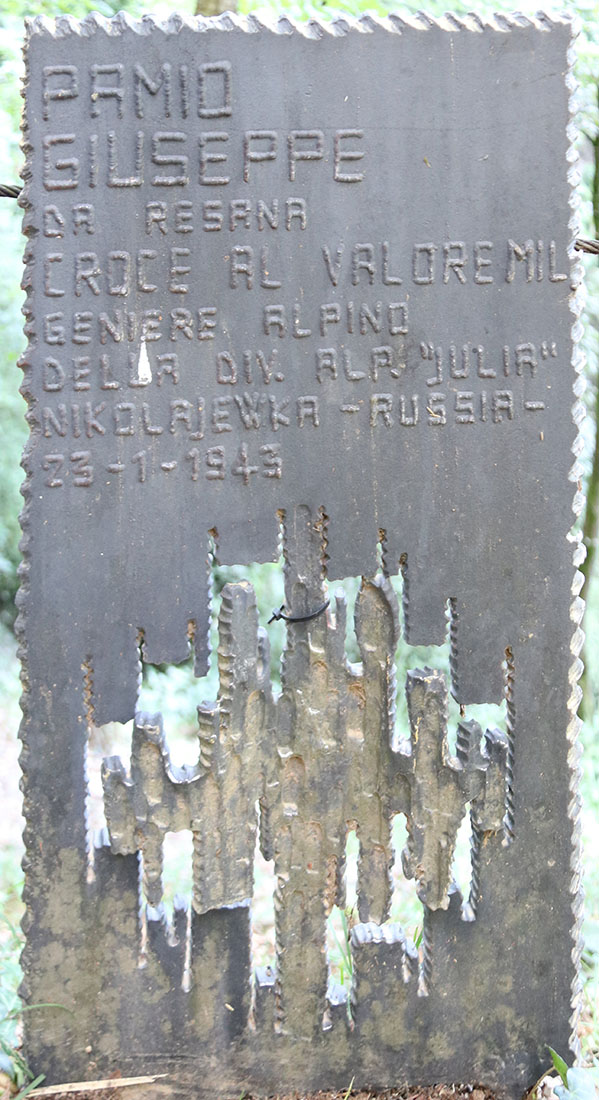 PAMIO
GIUSEPPE
DA RESANA
CROCE AL VALORE MIL
GENIERE ALPINO
DELLA DIV. ALP. "JULIA"
NIKOLAJEWKA - RUSSIA -
23-1-1943